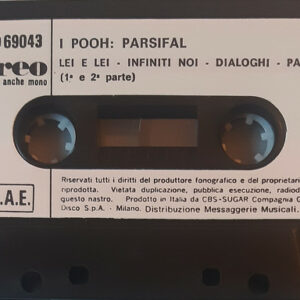 69043
reo
anche mono
I POOH: PARSIFAL
LEI E LEI - INFINITI NOI - DIALOGHI - PA
(1ª e 2ª parte)
.A.E.
Riservati tutti i diritti del produttore fonografico e del proprietar
riprodotta. Vietata duplicazione, pubblica esecuzione, radiod
questo nastro. Prodotto in Italia da CBS-SUGAR Compagnia G
Disco S.p.A. - Milano. Distribuzione Messaggerie Musicali.